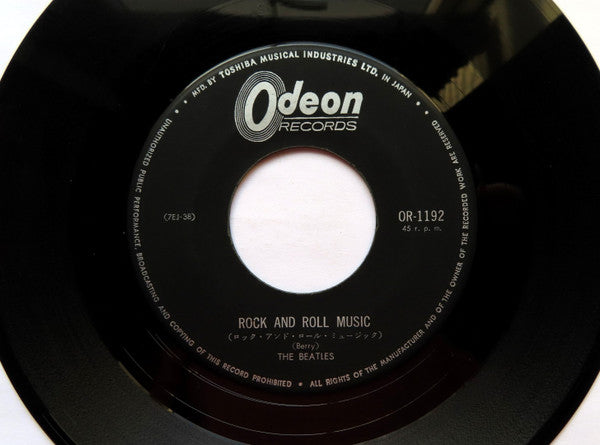 • MFD. BY TOSHIBA MUSICAL INDUSTRIES LTD. IN JAPAN •
Odeon
RECORDS
(7EJ-36)
OR-1192
45 r. p. m.
ROCK AND ROLL MUSIC
(ロック・アンド・ロール・ミュージック)
(Berry)
THE BEATLES
UNAUTHORIZED PUBLIC PERFORMANCE, BROADCASTING AND COPYING OF THIS RECORD PROHIBITED • ALL RIGHTS OF THE MANUFACTURER AND OF THE OWNER OF THE RECORDED WORK ARE RESERVED